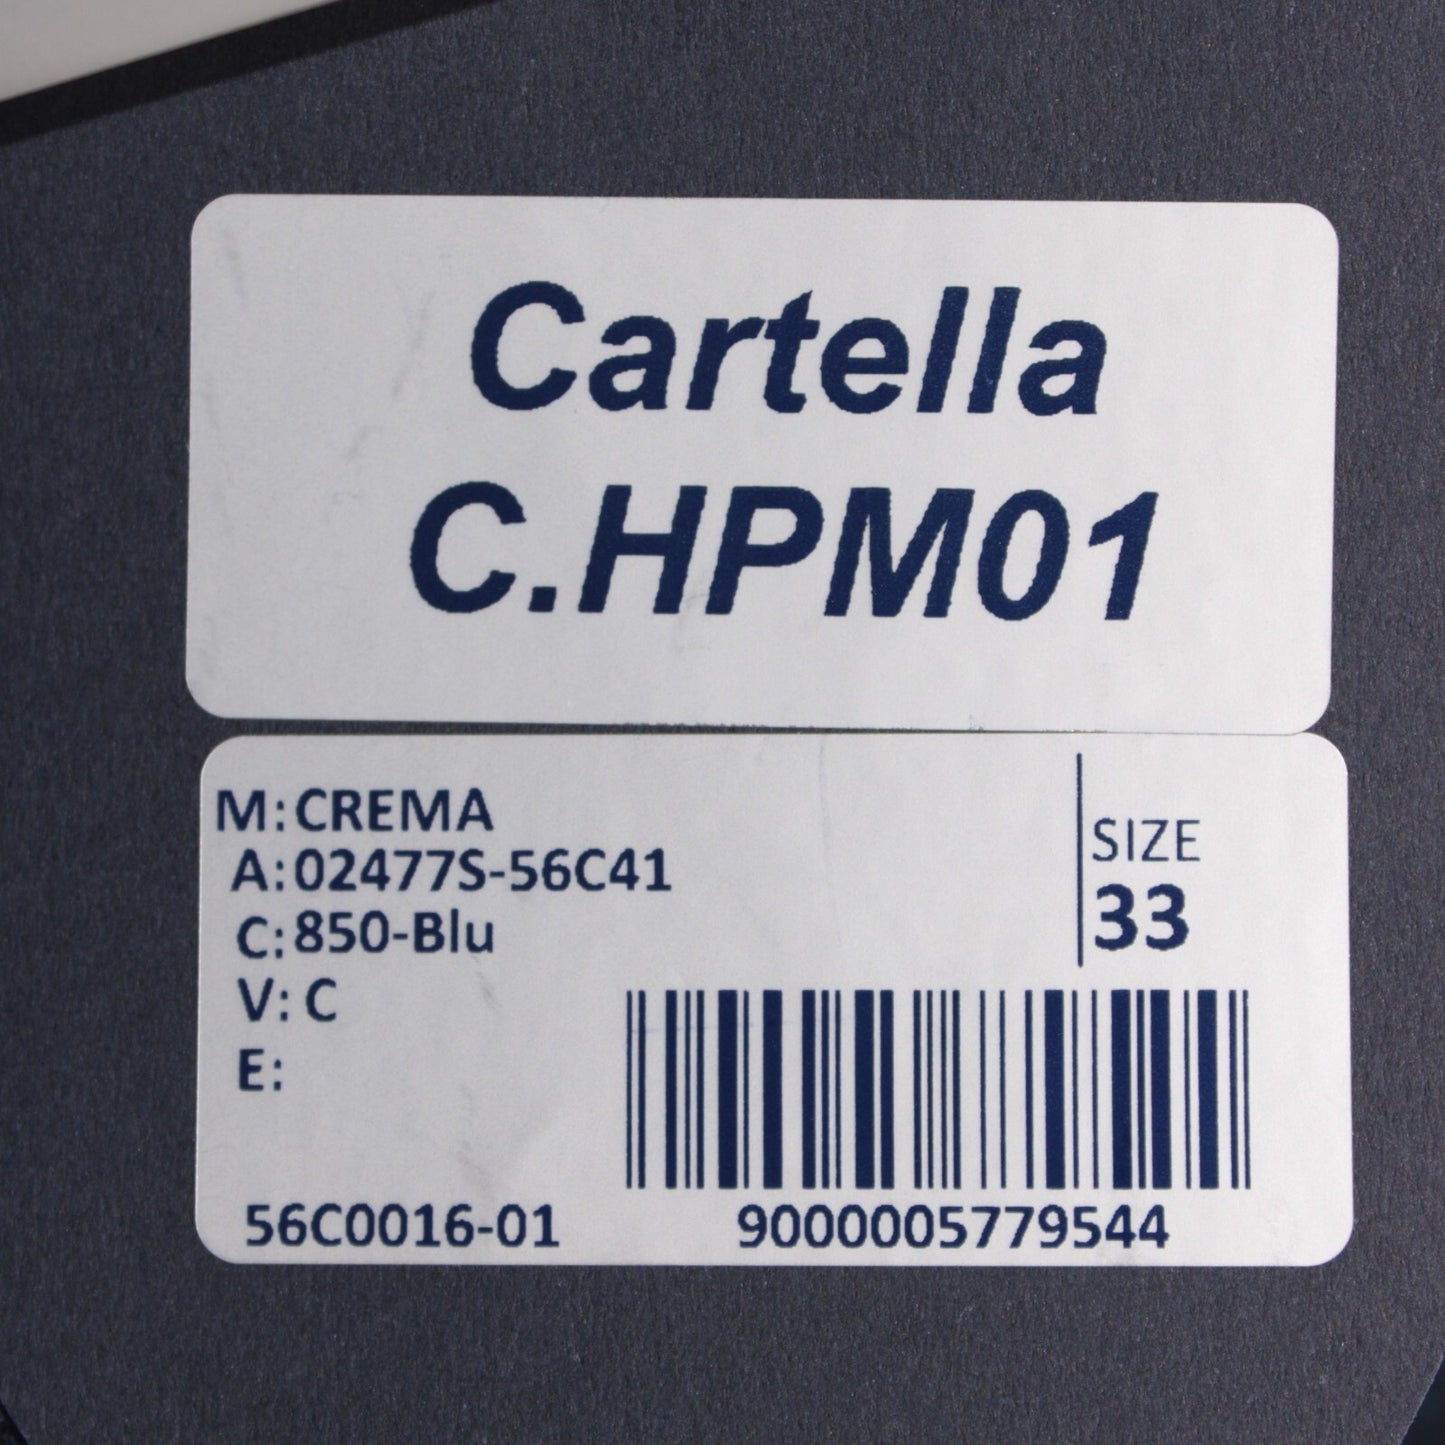 Cartella
C.HPM01
M: CREMA
A: 02477S-56C41
C: 850-Blu
V: C
E:
SIZE
33
56C0016-01
9000005779544